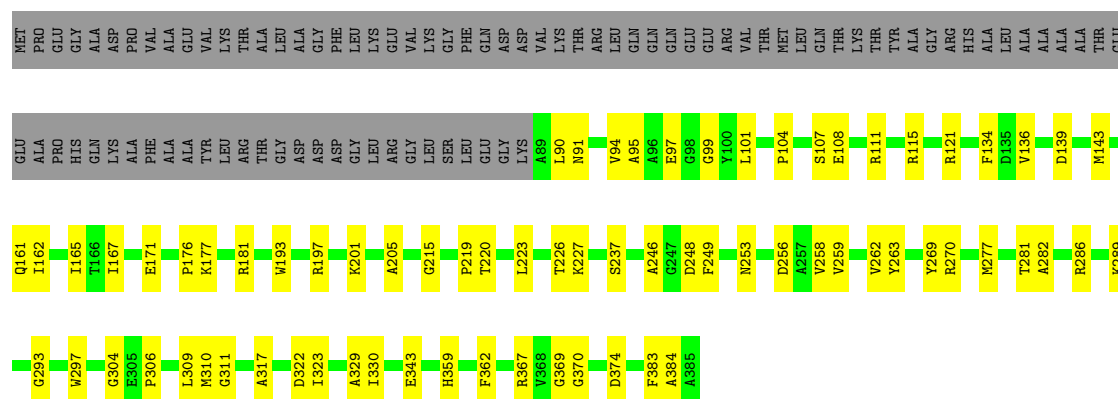 MET PRO GLU GLY ALA ASP PRO VAL ALA GLU VAL LYS THR ALA LEU ALA GLY PHE LEU LYS GLU VAL LYS GLY PHE GLN ASP ASP VAL LYS THR ARG LEU GLN GLN GLN GLU GLU ARG VAL THR MET LEU GLN THR LYS THR TYR ALA GLY ARG HIS ALA LEU ALA ALA ALA ALA THR GLU
GLU ALA PRO HIS GLN LYS ALA PHE ALA ALA TYR LEU ARG THR GLY ASP ASP ASP GLY LEU ARG GLY LEU SER LEU GLU GLY LYS A89 L90 N91 V94 A95 A96 E97 G98 G99 Y100 L101 P104 S107 E108 R111 R115 R121 F134 D135 V136 D139 M143
Q161 I162 I165 T166 I167 E171 P176 K177 R181 W193 R197 K201 A205 G215 P219 T220 L223 T226 K227 S237 A246 G247 D248 F249 N253 D256 A257 V258 V259 V262 Y263 Y269 R270 M277 T281 A282 R286 K289
G293 W297 G304 E305 P306 L309 M310 G311 A317 D322 I323 A329 I330 E343 H359 F362 R367 V368 G369 G370 D374 F383 A384 A385